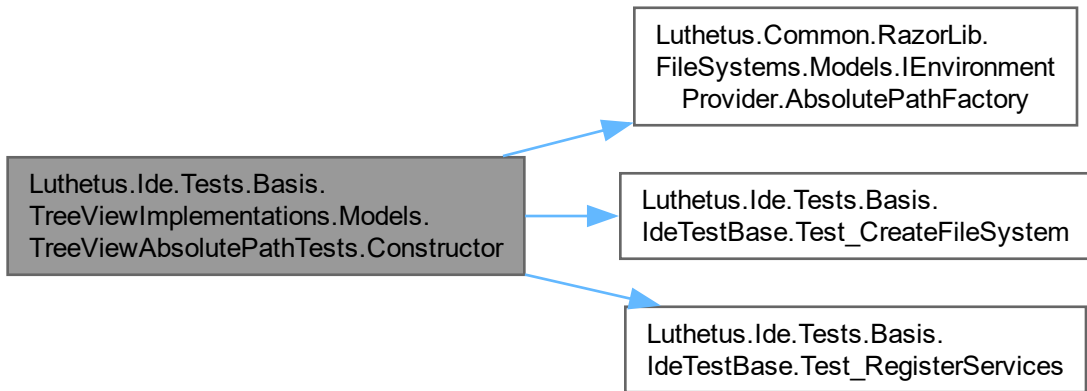 Luthetus.Ide.Tests.Basis.
TreeViewImplementations.Models.
TreeViewAbsolutePathTests.Constructor
Luthetus.Common.RazorLib.
FileSystems.Models.IEnvironment
Provider.AbsolutePathFactory
Luthetus.Ide.Tests.Basis.
IdeTestBase.Test_CreateFileSystem
Luthetus.Ide.Tests.Basis.
IdeTestBase.Test_RegisterServices